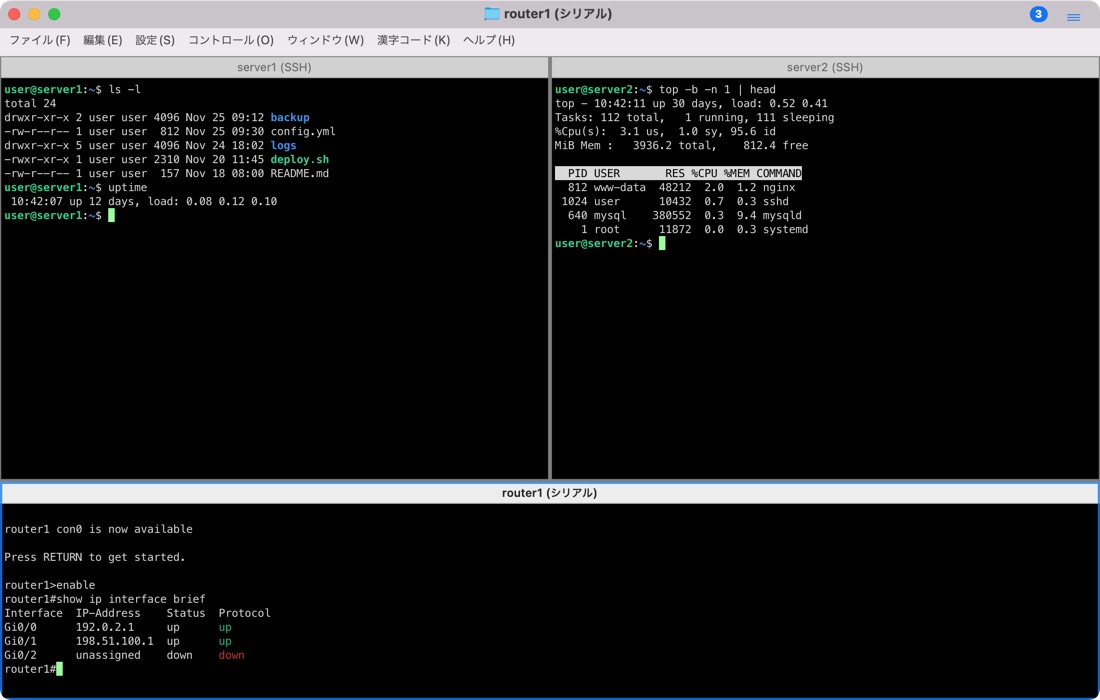 router1 (シリアル)
3
ファイル(F) 編集(E) 設定(S) コントロール(O) ウィンドウ(W) 漢字コード(K) ヘルプ(H)
server1 (SSH)
user@server1:~$ ls -l
total 24
drwxr-xr-x 2 user user 4096 Nov 25 09:12 backup
-rw-r--r-- 1 user user  812 Nov 25 09:30 config.yml
drwxr-xr-x 5 user user 4096 Nov 24 18:02 logs
-rwxr-xr-x 1 user user 2310 Nov 20 11:45 deploy.sh
-rw-r--r-- 1 user user  157 Nov 18 08:00 README.md
user@server1:~$ uptime
 10:42:07 up 12 days, load: 0.08 0.12 0.10
user@server1:~$
server2 (SSH)
user@server2:~$ top -b -n 1 | head
top - 10:42:11 up 30 days, load: 0.52 0.41
Tasks: 112 total,   1 running, 111 sleeping
%Cpu(s):  3.1 us,  1.0 sy, 95.6 id
MiB Mem :   3936.2 total,    812.4 free
  PID USER       RES %CPU %MEM COMMAND
  812 www-data  48212  2.0  1.2 nginx
 1024 user      10432  0.7  0.3 sshd
  640 mysql    380552  0.3  9.4 mysqld
    1 root      11872  0.0  0.3 systemd
user@server2:~$
router1 (シリアル)
router1 con0 is now available
Press RETURN to get started.
router1>enable
router1#show ip interface brief
Interface  IP-Address    Status  Protocol
Gi0/0      192.0.2.1     up      up
Gi0/1      198.51.100.1  up      up
Gi0/2      unassigned    down    down
router1#